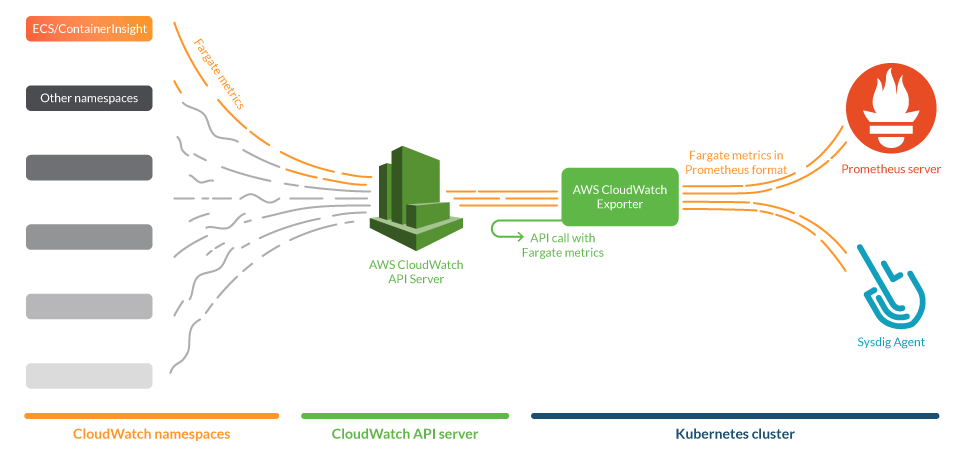 ECS/ContainerInsight
Fargate metrics
Other namespaces
Fargate metrics in
Prometheus format
Prometheus server
AWS CloudWatch
Exporter
API call with
Fargate metrics
AWS CloudWatch
API Server
Sysdig Agent
CloudWatch namespaces
CloudWatch API server
Kubernetes cluster